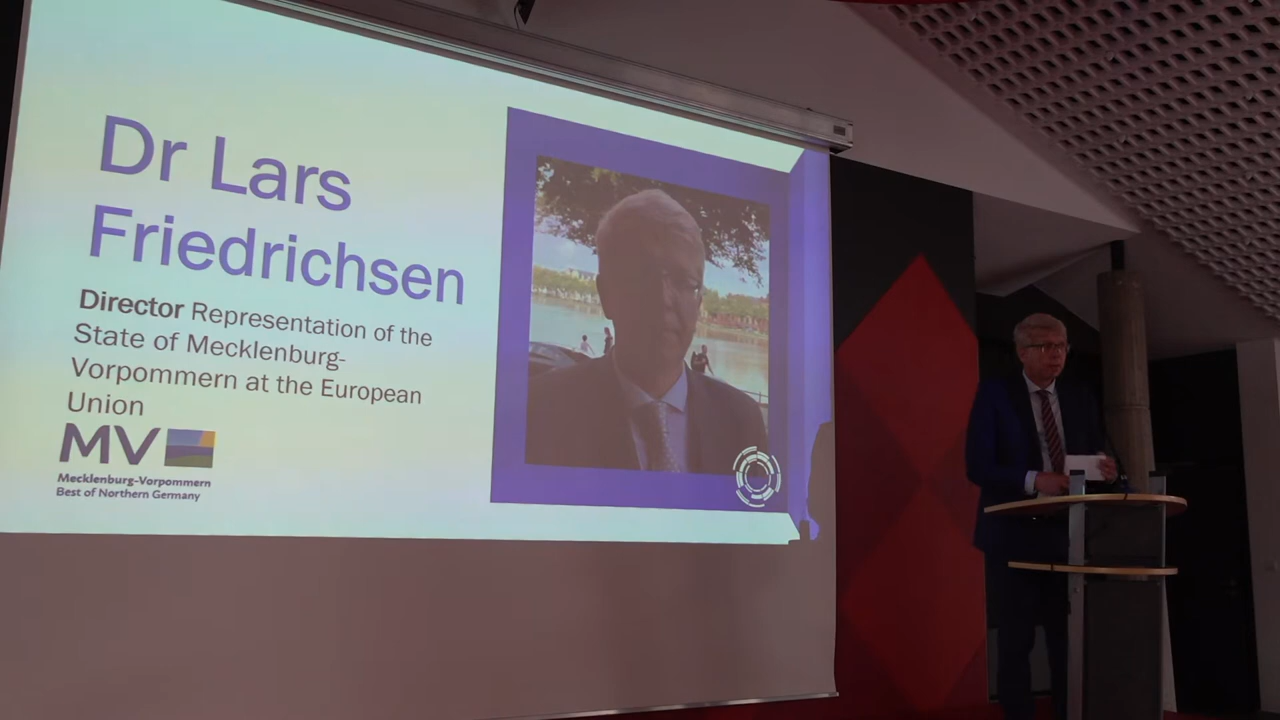 Dr Lars
Friedrichsen
Director Representation of the
State of Mecklenburg-
Vorpommern at the European
Union
MV
Mecklenburg-Vorpommern
Best of Northern Germany